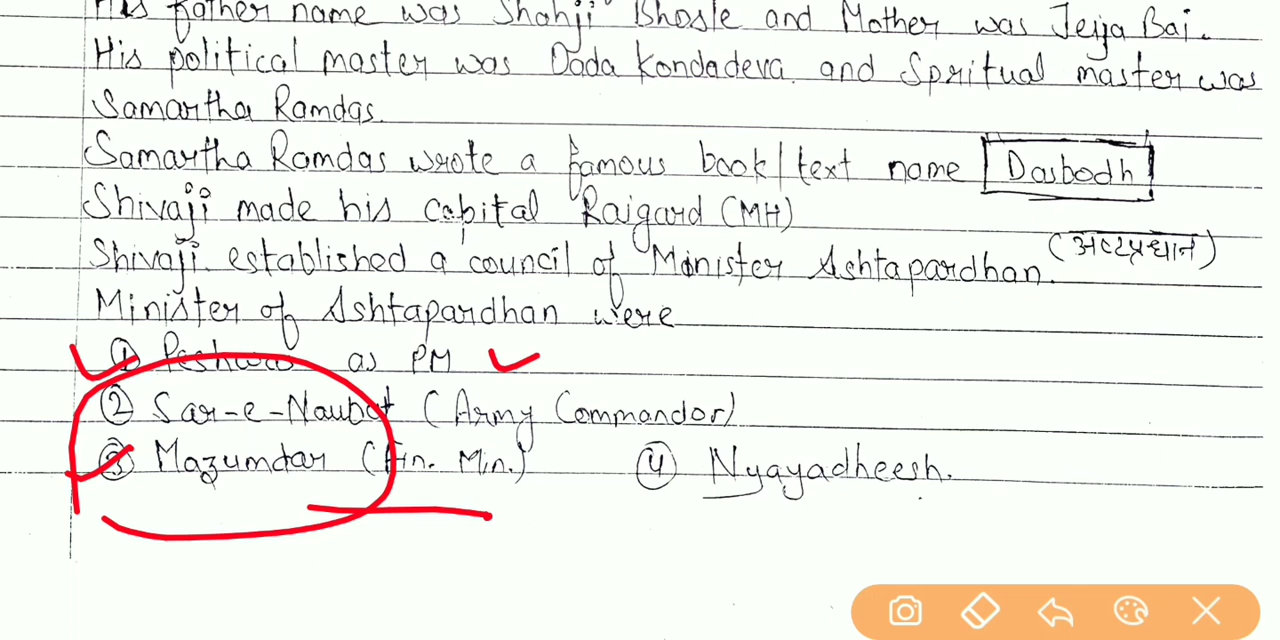 His father name was Shahji Bhosle and Mother was Jeija Bai.
His political master was Dada Kondadeva and Spritual master was
Samartha Ramdas.
Samartha Ramdas wrote a famous book/text name Dasbodh
Shivaji made his capital Raigard (MH)
Shivaji established a council of Minister Ashtapardhan. (अष्टप्रधान)
Minister of Ashtapardhan were
① Peshwas as PM
② Sar-e-Naubat (Army Commandor)
③ Mazumdar (Fin. Min.) ④ Nyayadheesh.